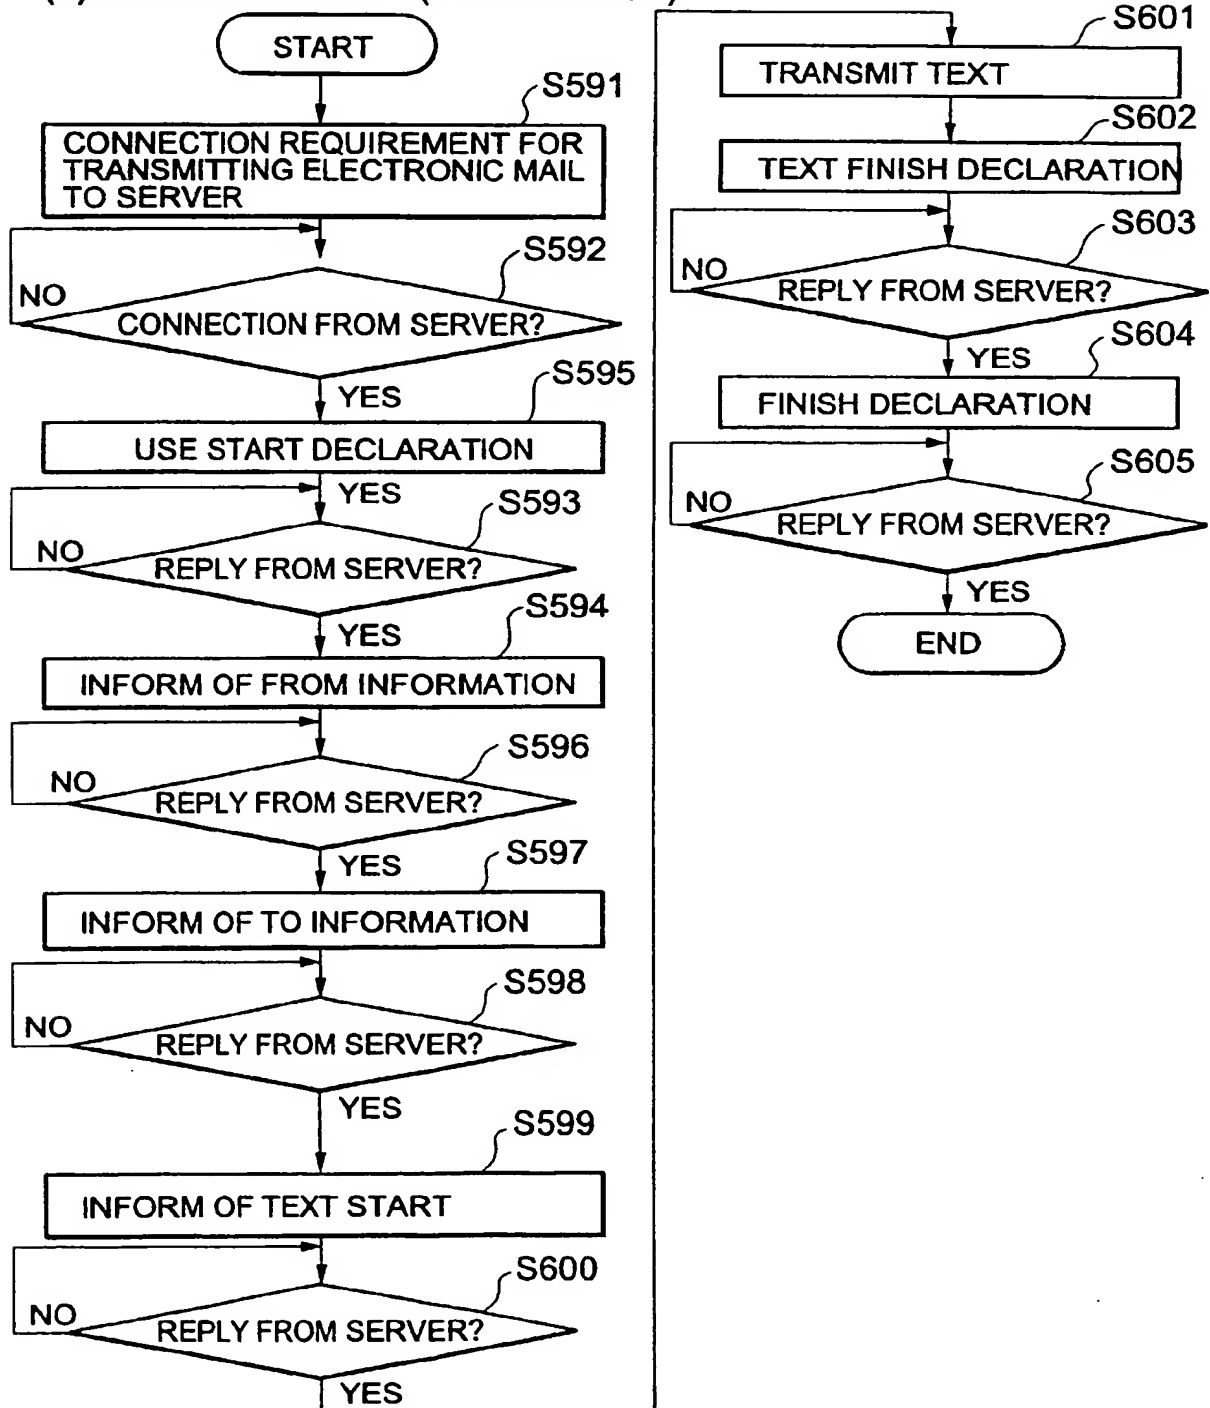 START
S591
CONNECTION REQUIREMENT FOR
TRANSMITTING ELECTRONIC MAIL
TO SERVER
S592
NO
CONNECTION FROM SERVER?
YES
S595
USE START DECLARATION
YES
S593
NO
REPLY FROM SERVER?
YES
S594
INFORM OF FROM INFORMATION
S596
NO
REPLY FROM SERVER?
YES
S597
INFORM OF TO INFORMATION
S598
NO
REPLY FROM SERVER?
YES
S599
INFORM OF TEXT START
S600
NO
REPLY FROM SERVER?
YES
S601
TRANSMIT TEXT
S602
TEXT FINISH DECLARATION
S603
NO
REPLY FROM SERVER?
YES
S604
FINISH DECLARATION
S605
NO
REPLY FROM SERVER?
YES
END